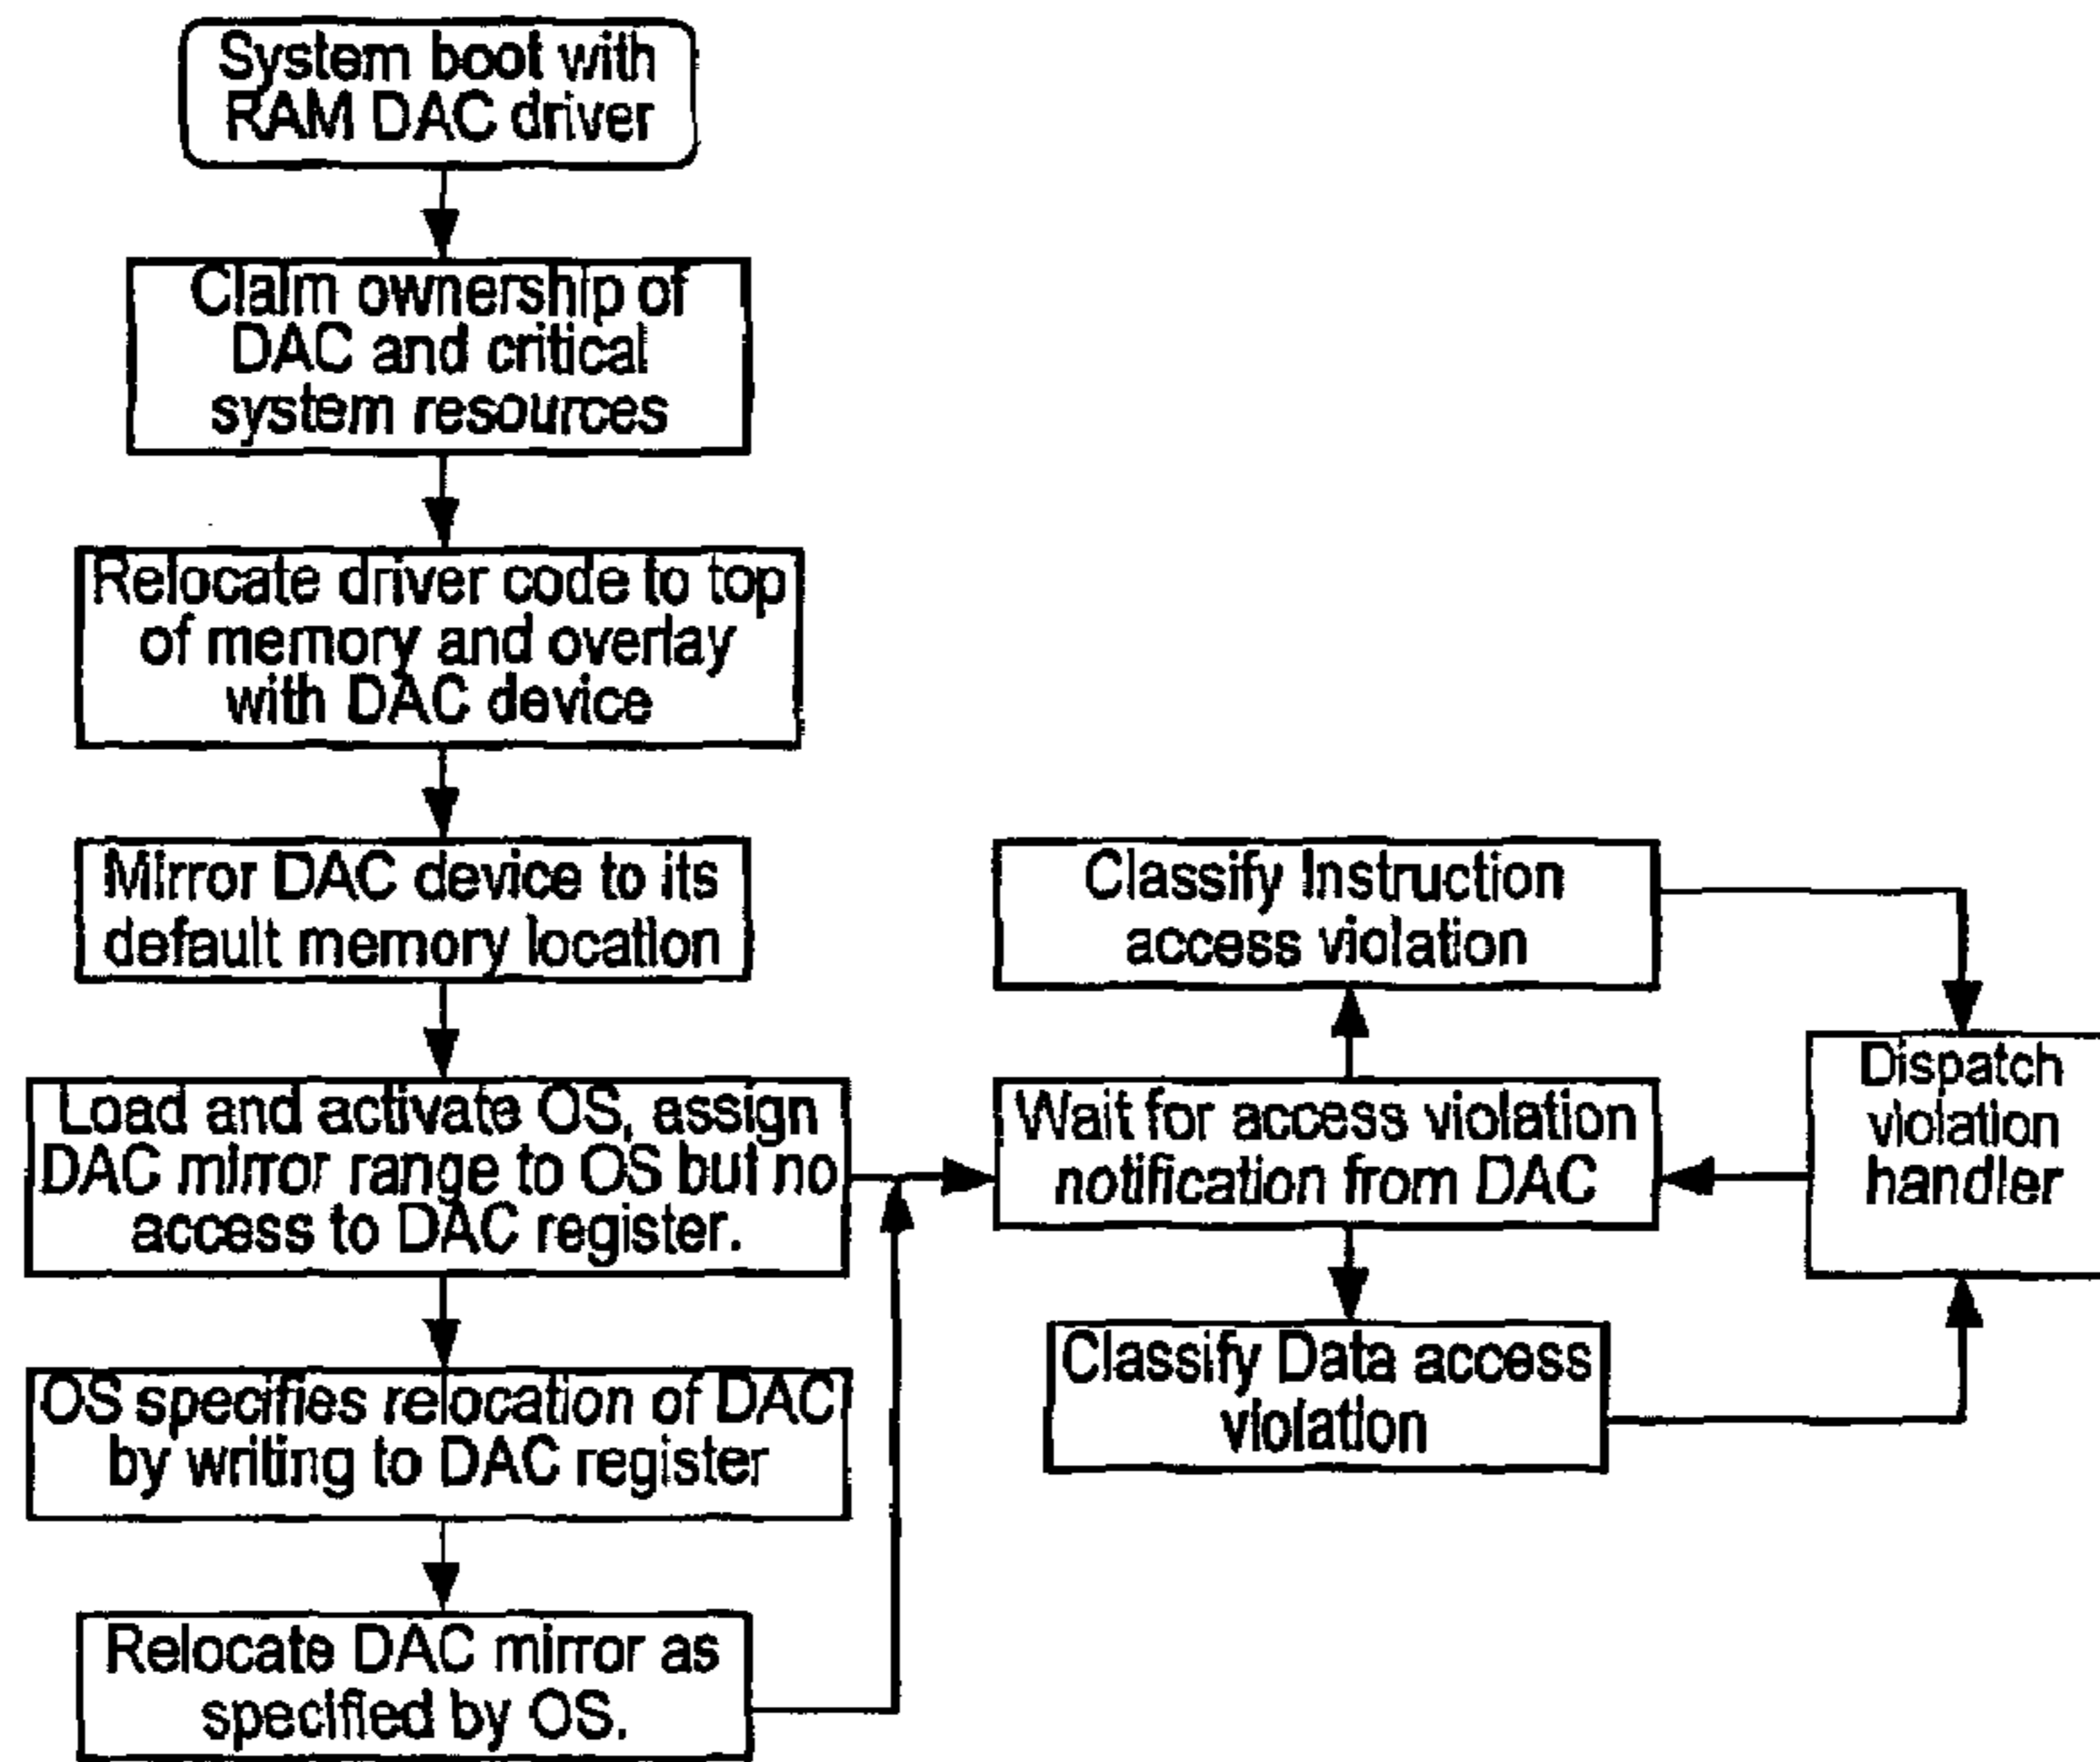 System boot with
RAM DAC driver
Claim ownership of
DAC and critical
system resources
Relocate driver code to top
of memory and overlay
with DAC device
Mirror DAC device to its
default memory location
Load and activate OS, assign
DAC mirror range to OS but no
access to DAC register.
OS specifies relocation of DAC
by writing to DAC register
Relocate DAC mirror as
specified by OS.
Classify Instruction
access violation
Wait for access violation
notification from DAC
Classify Data access
violation
Dispatch
violation
handler